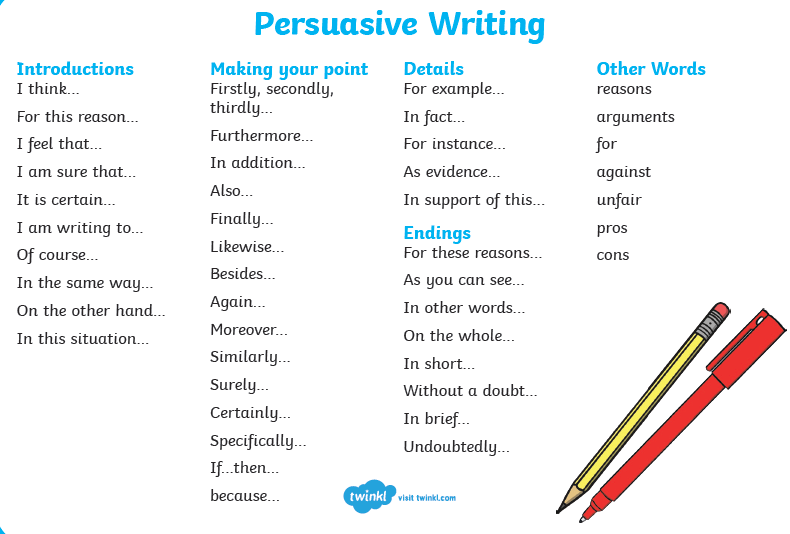 Persuasive Writing
Introductions
I think...
For this reason...
I feel that...
I am sure that...
It is certain...
I am writing to...
Of course...
In the same way...
On the other hand...
In this situation...
Making your point
Firstly, secondly,
thirdly...
Furthermore...
In addition...
Also...
Finally...
Likewise...
Besides...
Again...
Moreover...
Similarly...
Surely...
Certainly...
Specifically...
If...then...
because...
Details
For example...
In fact...
For instance...
As evidence...
In support of this...
Endings
For these reasons...
As you can see...
In other words...
On the whole...
In short...
Without a doubt...
In brief...
Undoubtedly...
Other Words
reasons
arguments
for
against
unfair
pros
cons
twinkl visit twinkl.com